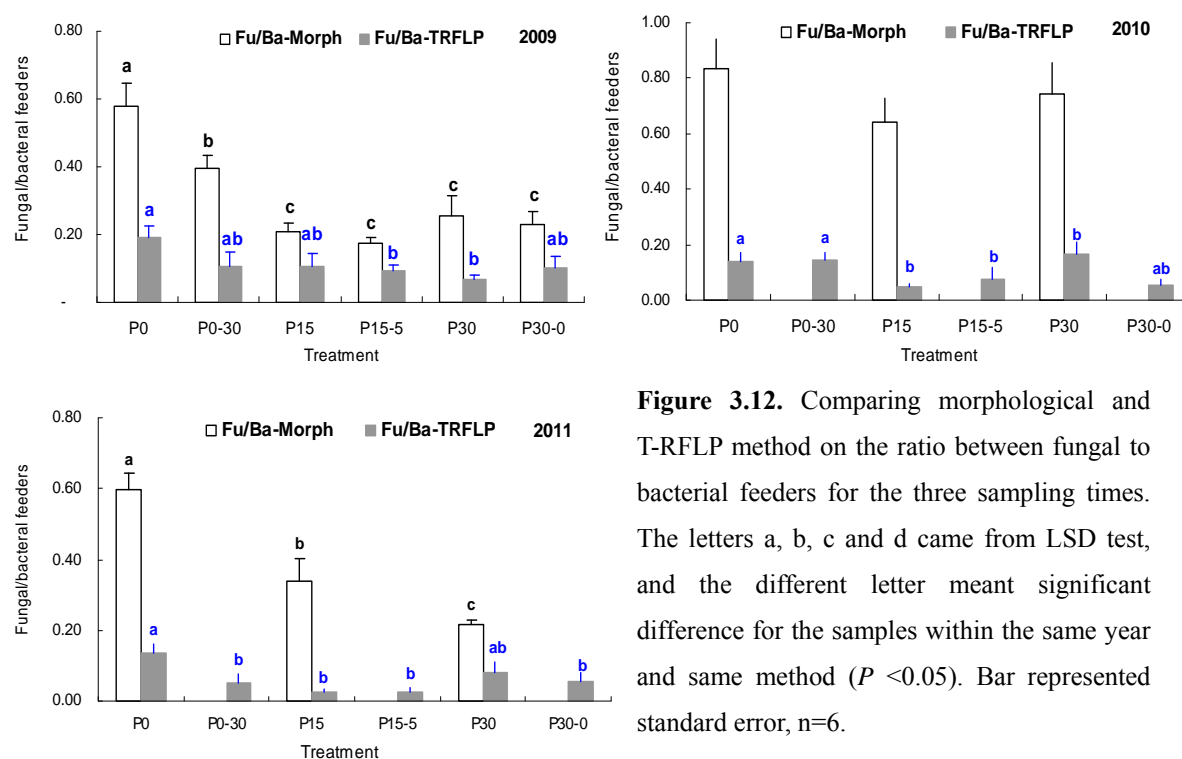 0.80
0.60
0.40
0.20
-
Fungal/bacteral feeders
Fu/Ba-Morph Fu/Ba-TRFLP 2009
a
b
c
c
c
c
a
ab
ab
b
b
ab
P0 P0-30 P15 P15-5 P30 P30-0
Treatment
1.00
0.80
0.60
0.40
0.20
0.00
Fungal/bacteral feeders
Fu/Ba-Morph Fu/Ba-TRFLP 2010
a
a
b
b
b
ab
P0 P0-30 P15 P15-5 P30 P30-0
Treatment
0.80
0.60
0.40
0.20
0.00
Fungal/bacteral feeders
Fu/Ba-Morph Fu/Ba-TRFLP 2011
a
b
c
a
b
b
b
ab
b
P0 P0-30 P15 P15-5 P30 P30-0
Treatment
Figure 3.12. Comparing morphological and
T-RFLP method on the ratio between fungal to
bacterial feeders for the three sampling times.
The letters a, b, c and d came from LSD test,
and the different letter meant significant
difference for the samples within the same year
and same method (P <0.05). Bar represented
standard error, n=6.